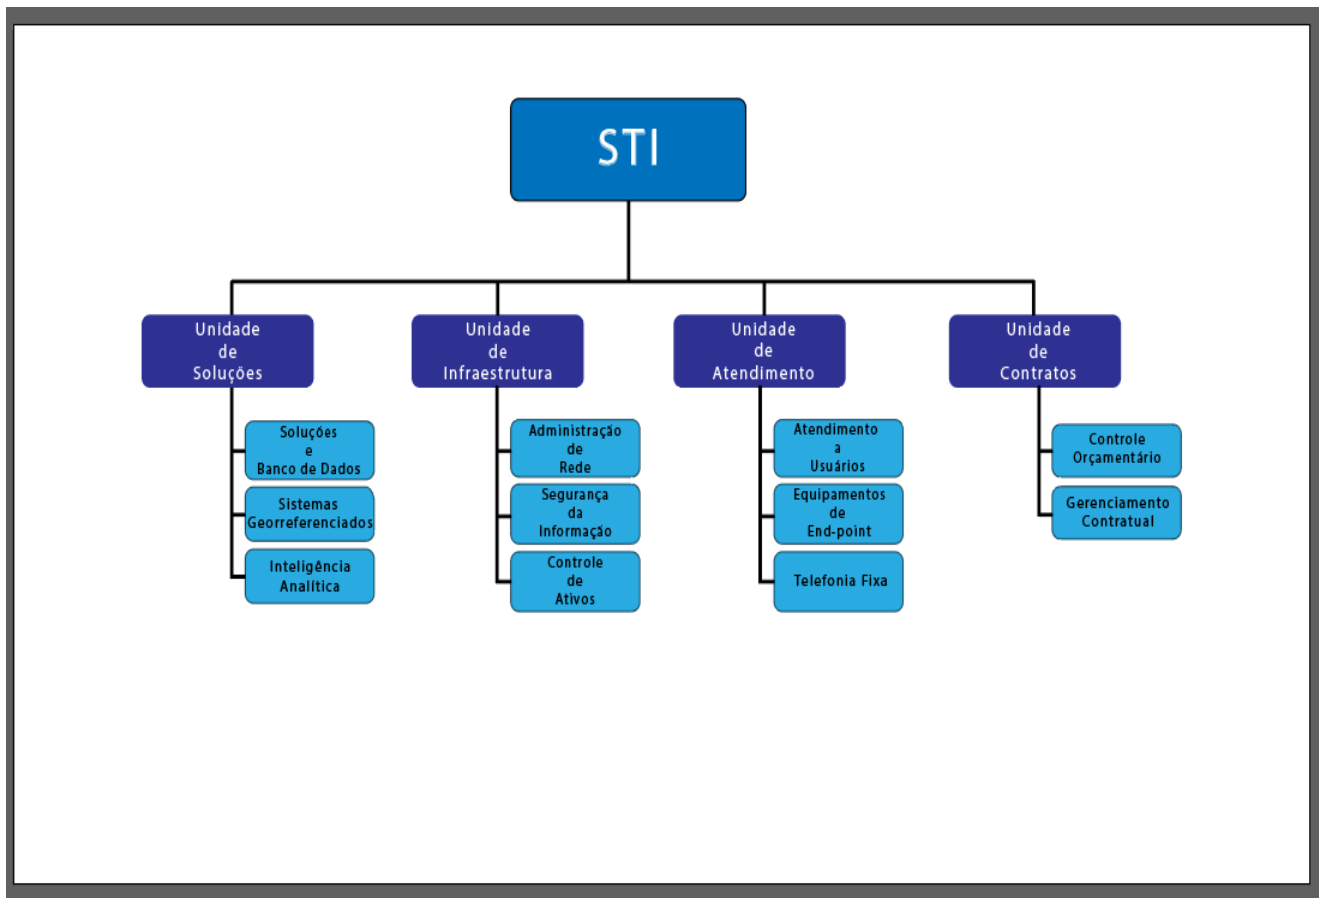 STI
Unidade
de
Soluções
Unidade
de
Infraestrutura
Unidade
de
Atendimento
Unidade
de
Contratos
Soluções
e
Banco de Dados
Sistemas
Georreferenciados
Inteligência
Analítica
Administração
de
Rede
Segurança
da
Informação
Controle
de
Ativos
Atendimento
a
Usuários
Equipamentos
de
End-point
Telefonia Fixa
Controle
Orçamentário
Gerenciamento
Contratual